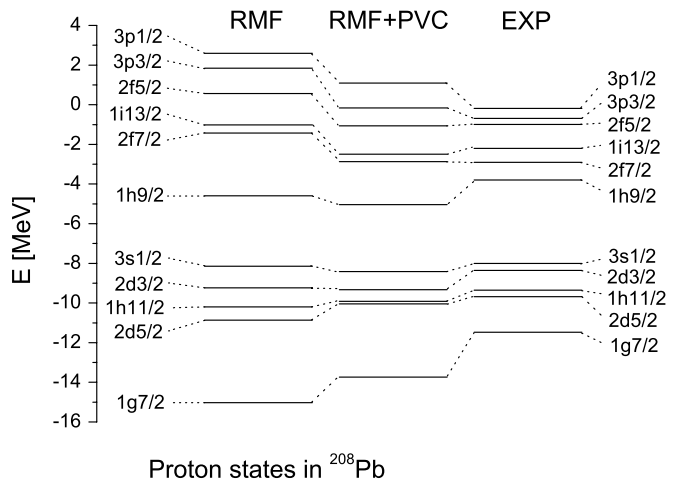 RMF RMF+PVC EXP
4
2
0
-2
-4
-6
-8
-10
-12
-14
-16
E [MeV]
3p1/2
3p3/2
2f5/2
1i13/2
2f7/2
1h9/2
3s1/2
2d3/2
1h11/2
2d5/2
1g7/2
3p1/2
3p3/2
2f5/2
1i13/2
2f7/2
1h9/2
3s1/2
2d3/2
1h11/2
2d5/2
1g7/2
Proton states in ²⁰⁸Pb